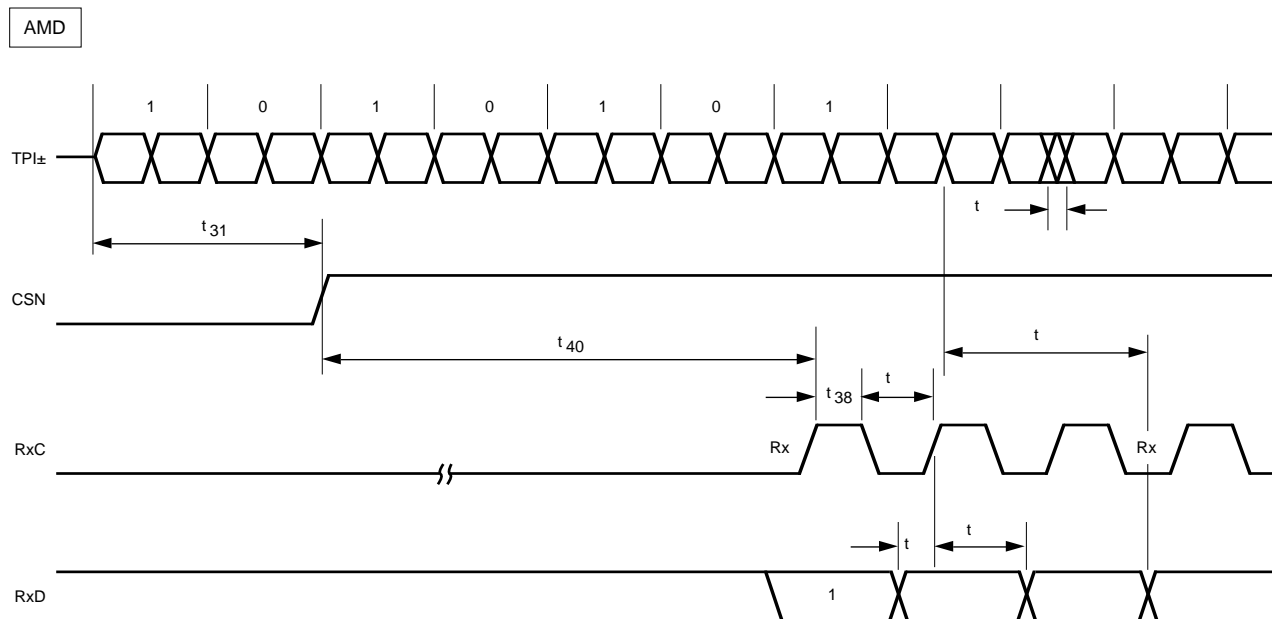 AMD
1 0 1 0 1 0 1
TPI±
t
t 31
CSN
t 40
t
t 38
t
RxC
Rx
Rx
t
t
RxD
1